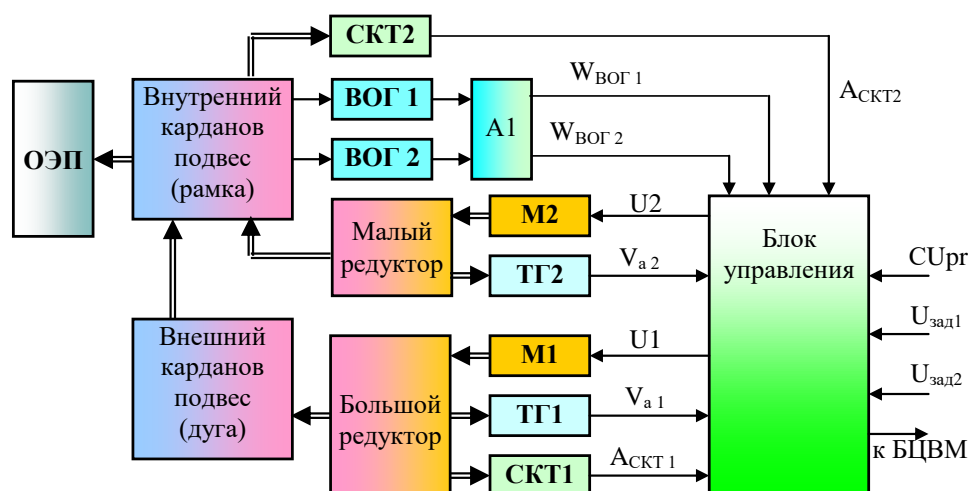 СКТ2
W ВОГ 1
Внутренний
карданов
подвес
(рамка)
ВОГ 1
А1
A СКТ2
ОЭП
ВОГ 2
W ВОГ 2
Малый
редуктор
М2
U2
Блок
управления
ТГ2
V а 2
CUpr
Внешний
карданов
подвес
(дуга)
М1
U1
U зад1
Большой
редуктор
ТГ1
V а 1
U зад2
СКТ1
A СКТ 1
к БЦВМ